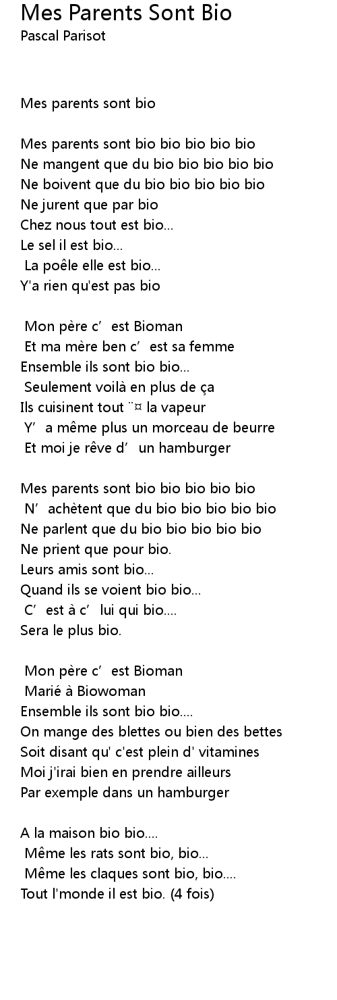 Mes Parents Sont Bio
Pascal Parisot
Mes parents sont bio
Mes parents sont bio bio bio bio bio
Ne mangent que du bio bio bio bio bio
Ne boivent que du bio bio bio bio bio
Ne jurent que par bio
Chez nous tout est bio...
Le sel il est bio...
La poêle elle est bio...
Y'a rien qu'est pas bio
Mon père c’est Bioman
Et ma mère ben c’est sa femme
Ensemble ils sont bio bio...
Seulement voilà en plus de ça
Ils cuisinent tout ¨¤ la vapeur
Y’a même plus un morceau de beurre
Et moi je rêve d’un hamburger
Mes parents sont bio bio bio bio bio
N’achètent que du bio bio bio bio bio
Ne parlent que du bio bio bio bio bio
Ne prient que pour bio.
Leurs amis sont bio...
Quand ils se voient bio bio...
C’est à c’lui qui bio....
Sera le plus bio.
Mon père c’est Bioman
Marié à Biowoman
Ensemble ils sont bio bio....
On mange des blettes ou bien des bettes
Soit disant qu' c'est plein d' vitamines
Moi j'irai bien en prendre ailleurs
Par exemple dans un hamburger
A la maison bio bio....
Même les rats sont bio, bio...
Même les claques sont bio, bio....
Tout l'monde il est bio. (4 fois)